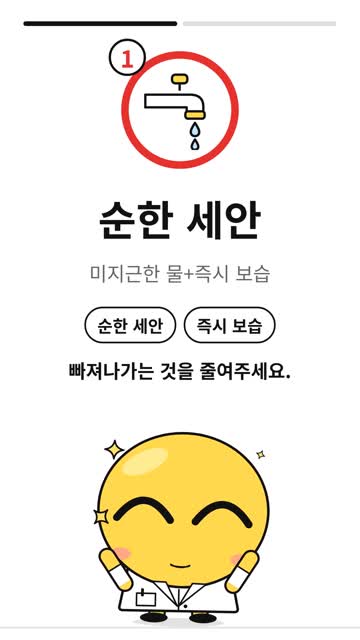 1
순한 세안
미지근한 물+즉시 보습
순한 세안 즉시 보습
빠져나가는 것을 줄여주세요.